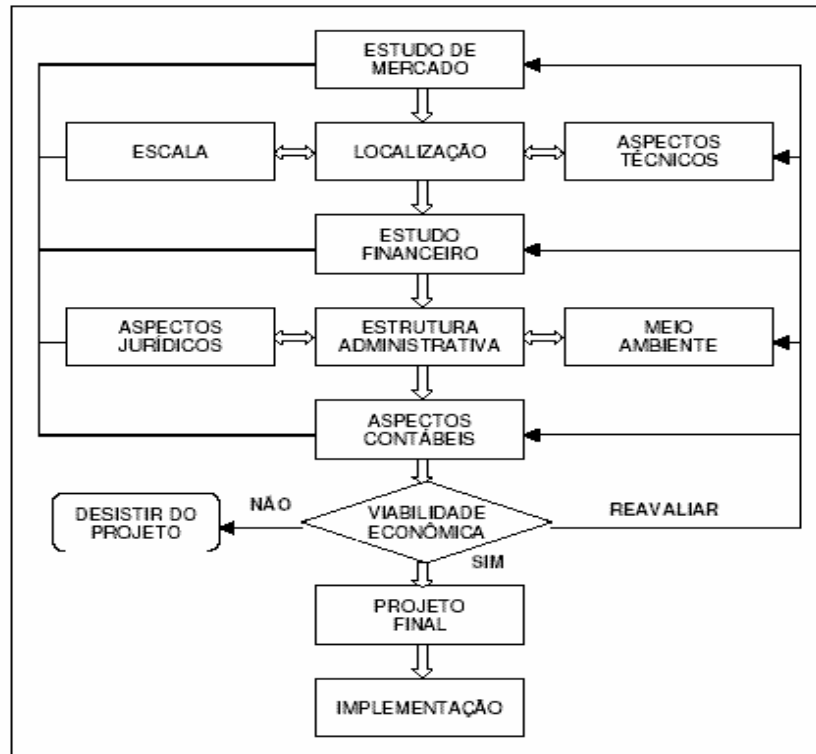 ESTUDO DE
MERCADO
ESCALA
LOCALIZAÇÃO
ASPECTOS
TÉCNICOS
ESTUDO
FINANCEIRO
ASPECTOS
JURÍDICOS
ESTRUTURA
ADMINISTRATIVA
MEIO
AMBIENTE
ASPECTOS
CONTÁBEIS
DESISTIR DO
PROJETO
NÃO
VIABILIDADE
ECONÔMICA
REAVALIAR
SIM
PROJETO
FINAL
IMPLEMENTAÇÃO